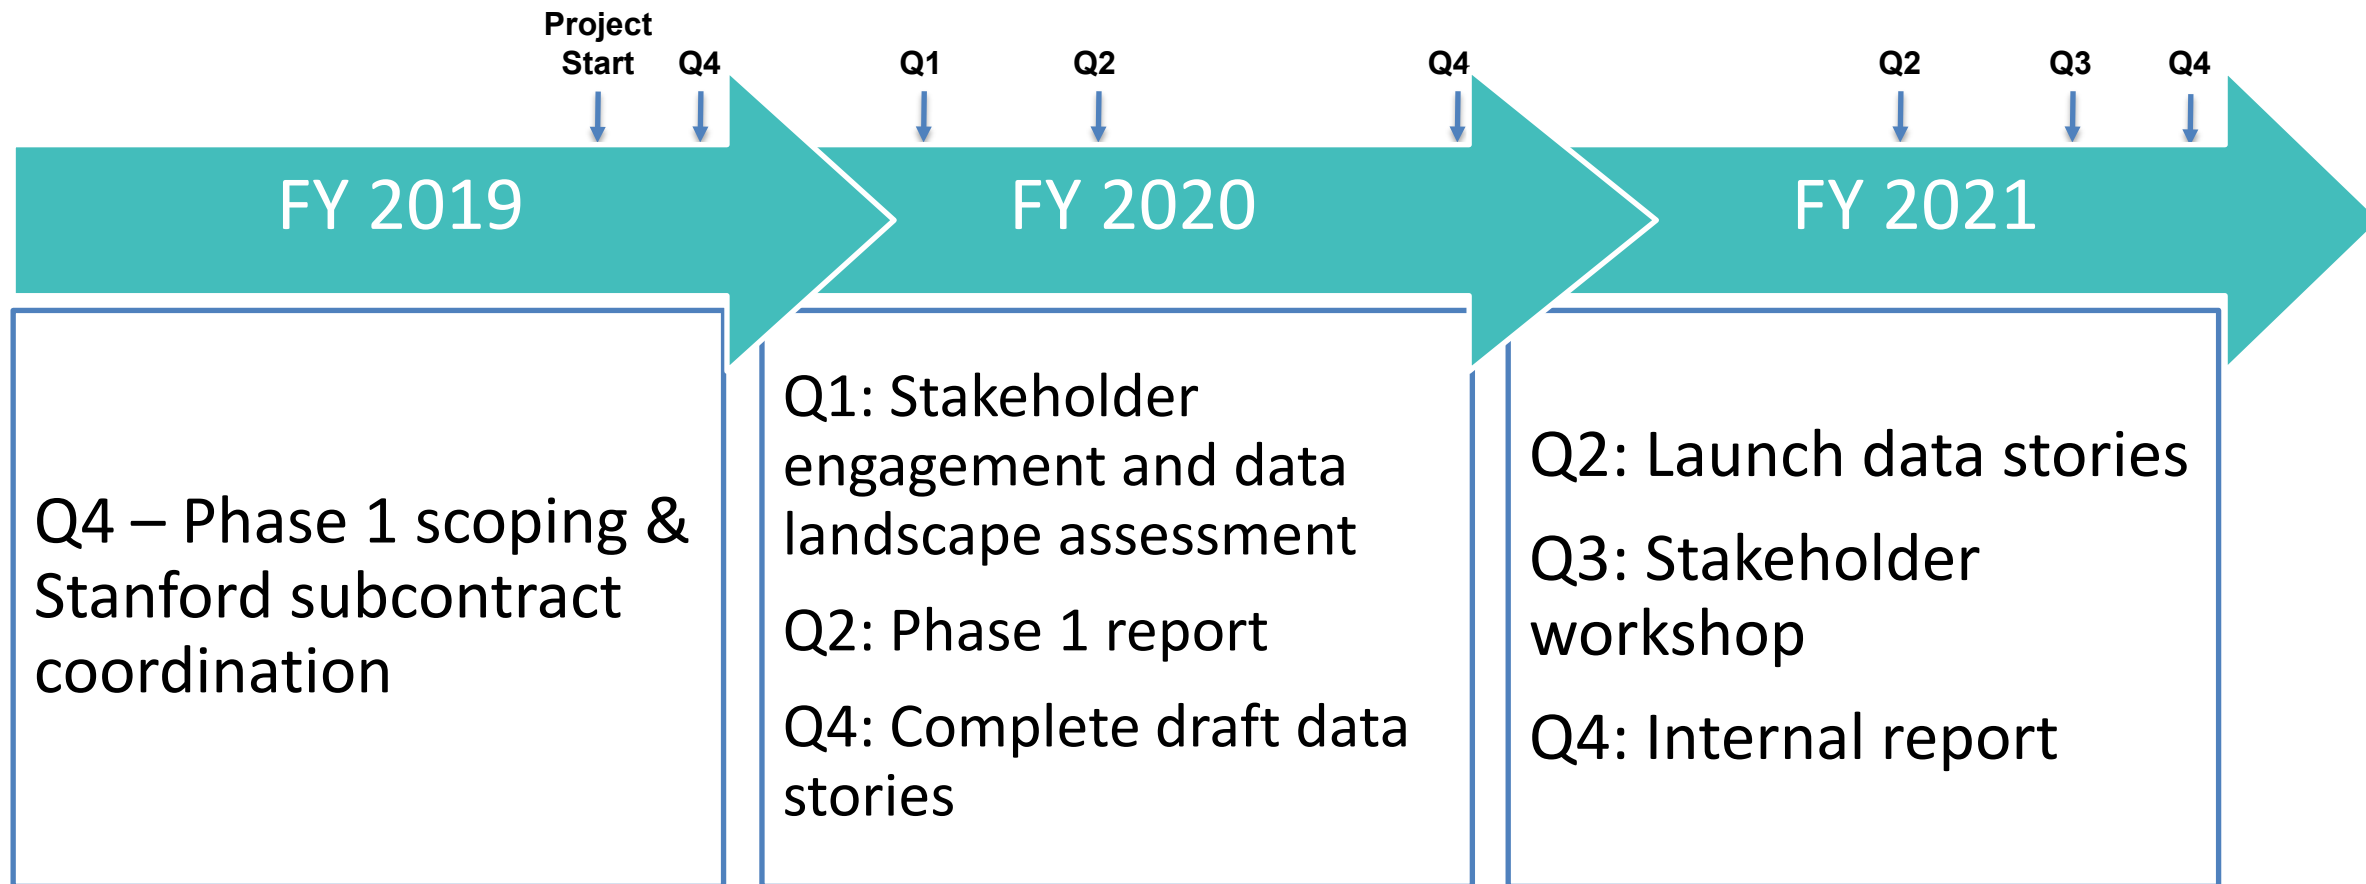 Project
Start
Q4
Q1
Q2
Q4
Q2
Q3
Q4
FY 2019
FY 2020
FY 2021
Q4 – Phase 1 scoping &
Stanford subcontract
coordination
Q1: Stakeholder
engagement and data
landscape assessment
Q2: Phase 1 report
Q4: Complete draft data
stories
Q2: Launch data stories
Q3: Stakeholder
workshop
Q4: Internal report